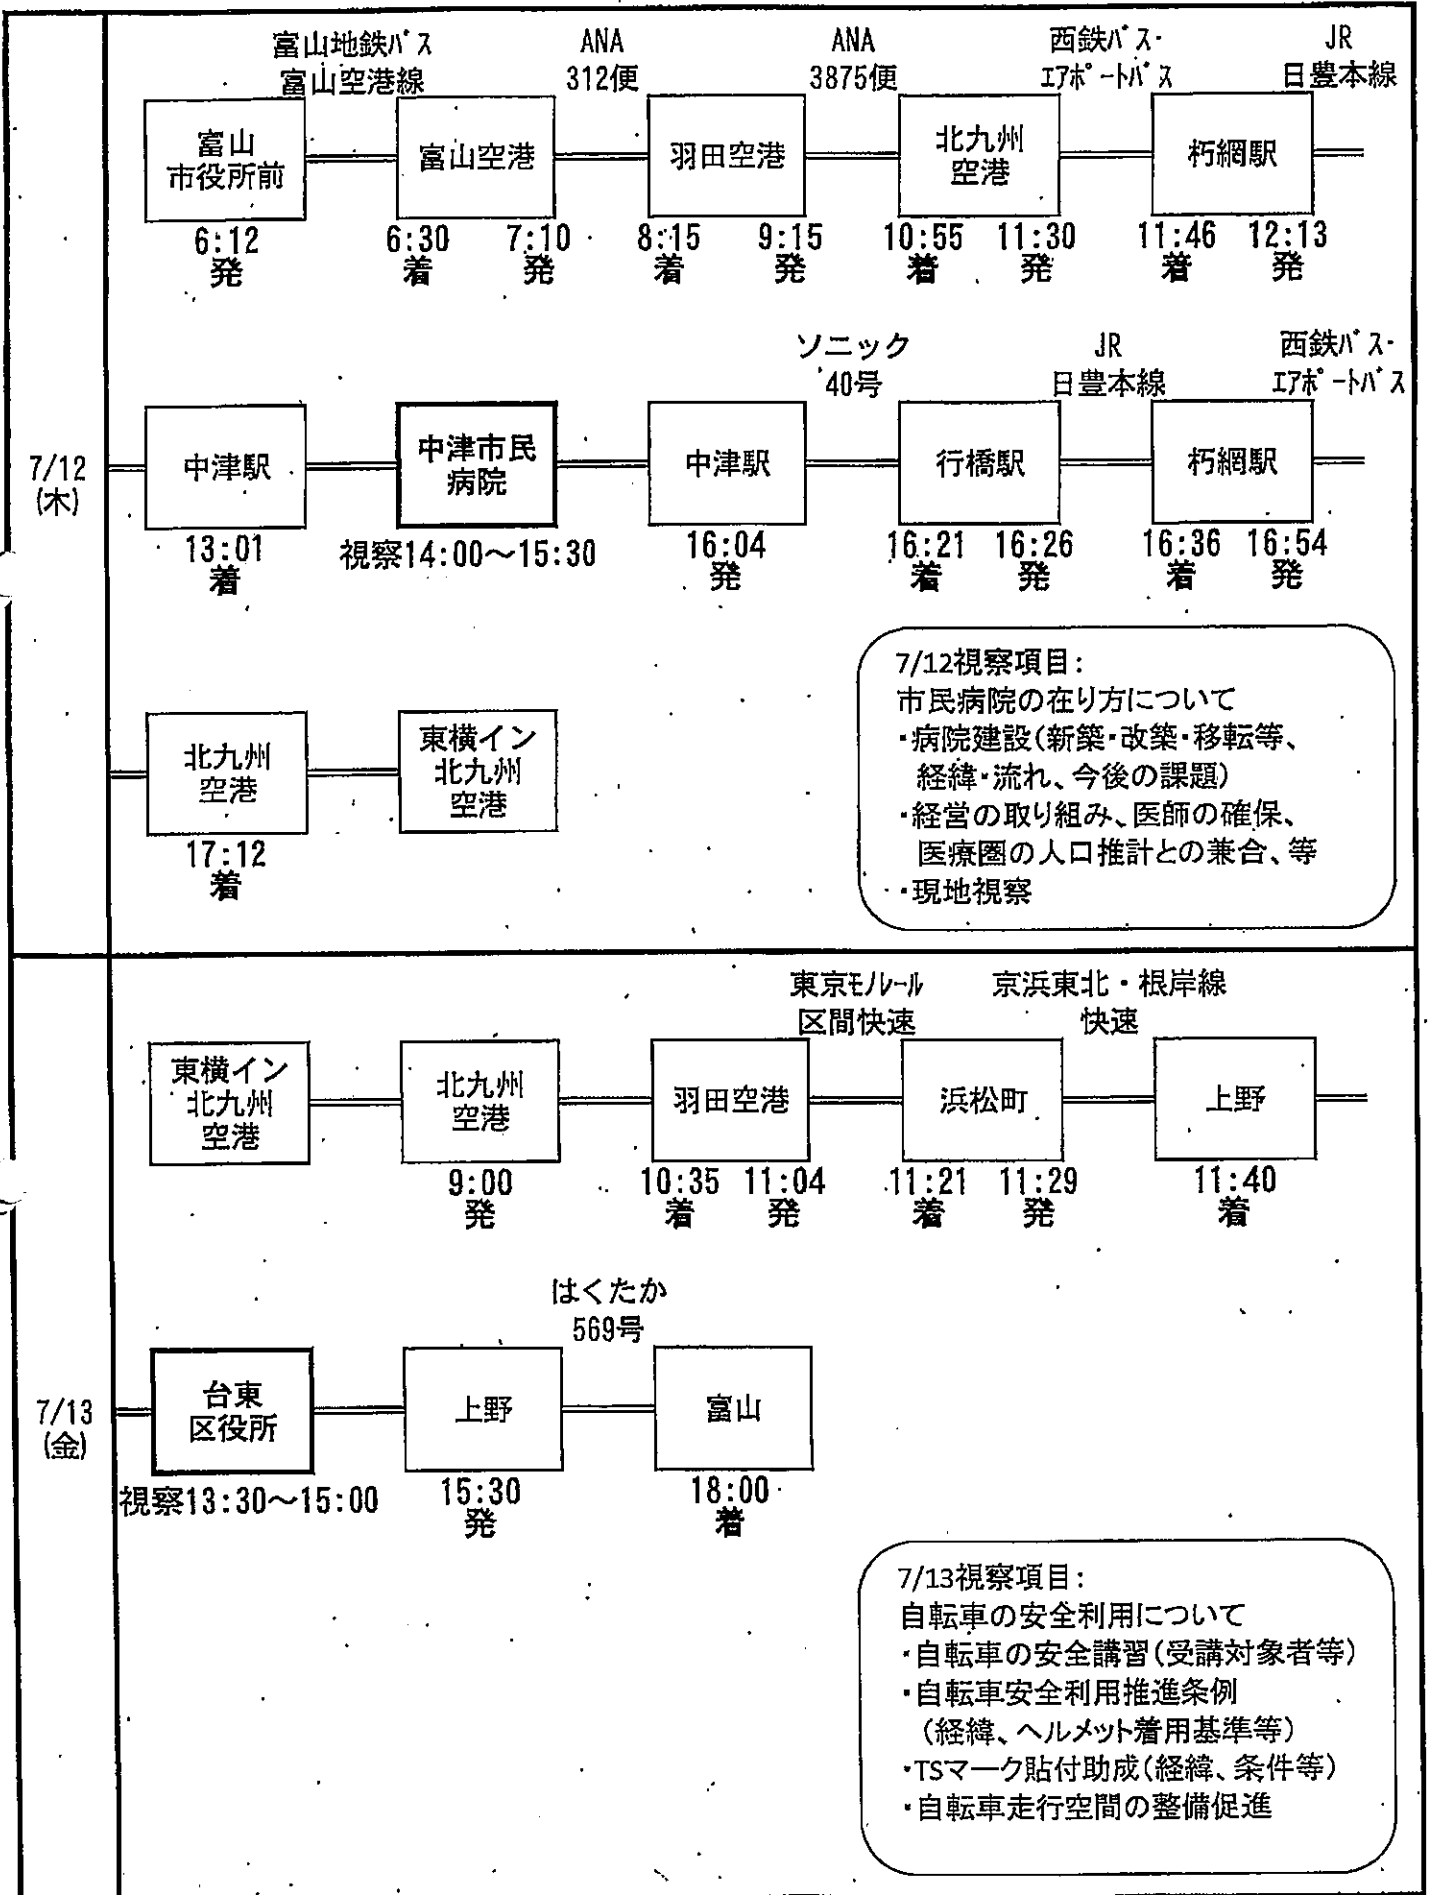 富山地鉄バス
富山空港線
ANA
312便
ANA
3875便
西鉄バス・
エアポートバス
JR
日豊本線
富山
市役所前
富山空港
羽田空港
北九州
空港
朽網駅
6:12
発
6:30
着
7:10
発
8:15
着
9:15
発
10:55
着
11:30
発
11:46
着
12:13
発
ソニック
40号
JR
日豊本線
西鉄バス・
エアポートバス
7/12
(木)
中津駅
中津市民
病院
中津駅
行橋駅
朽網駅
13:01
着
視察14:00～15:30
16:04
発
16:21
着
16:26
発
16:36
着
16:54
発
北九州
空港
東横イン
北九州
空港
17:12
着
7/12視察項目:
市民病院の在り方について
・病院建設(新築・改築・移転等、
経緯・流れ、今後の課題)
・経営の取り組み、医師の確保、
医療圏の人口推計との兼合、等
・現地視察
東京モノレール
区間快速
京浜東北・根岸線
快速
東横イン
北九州
空港
北九州
空港
羽田空港
浜松町
上野
9:00
発
10:35
着
11:04
発
11:21
着
11:29
発
11:40
着
はくたか
569号
7/13
(金)
台東
区役所
上野
富山
視察13:30～15:00
15:30
発
18:00
着
7/13視察項目:
自転車の安全利用について
・自転車の安全講習(受講対象者等)
・自転車安全利用推進条例
(経緯、ヘルメット着用基準等)
・TSマーク貼付助成(経緯、条件等)
・自転車走行空間の整備促進